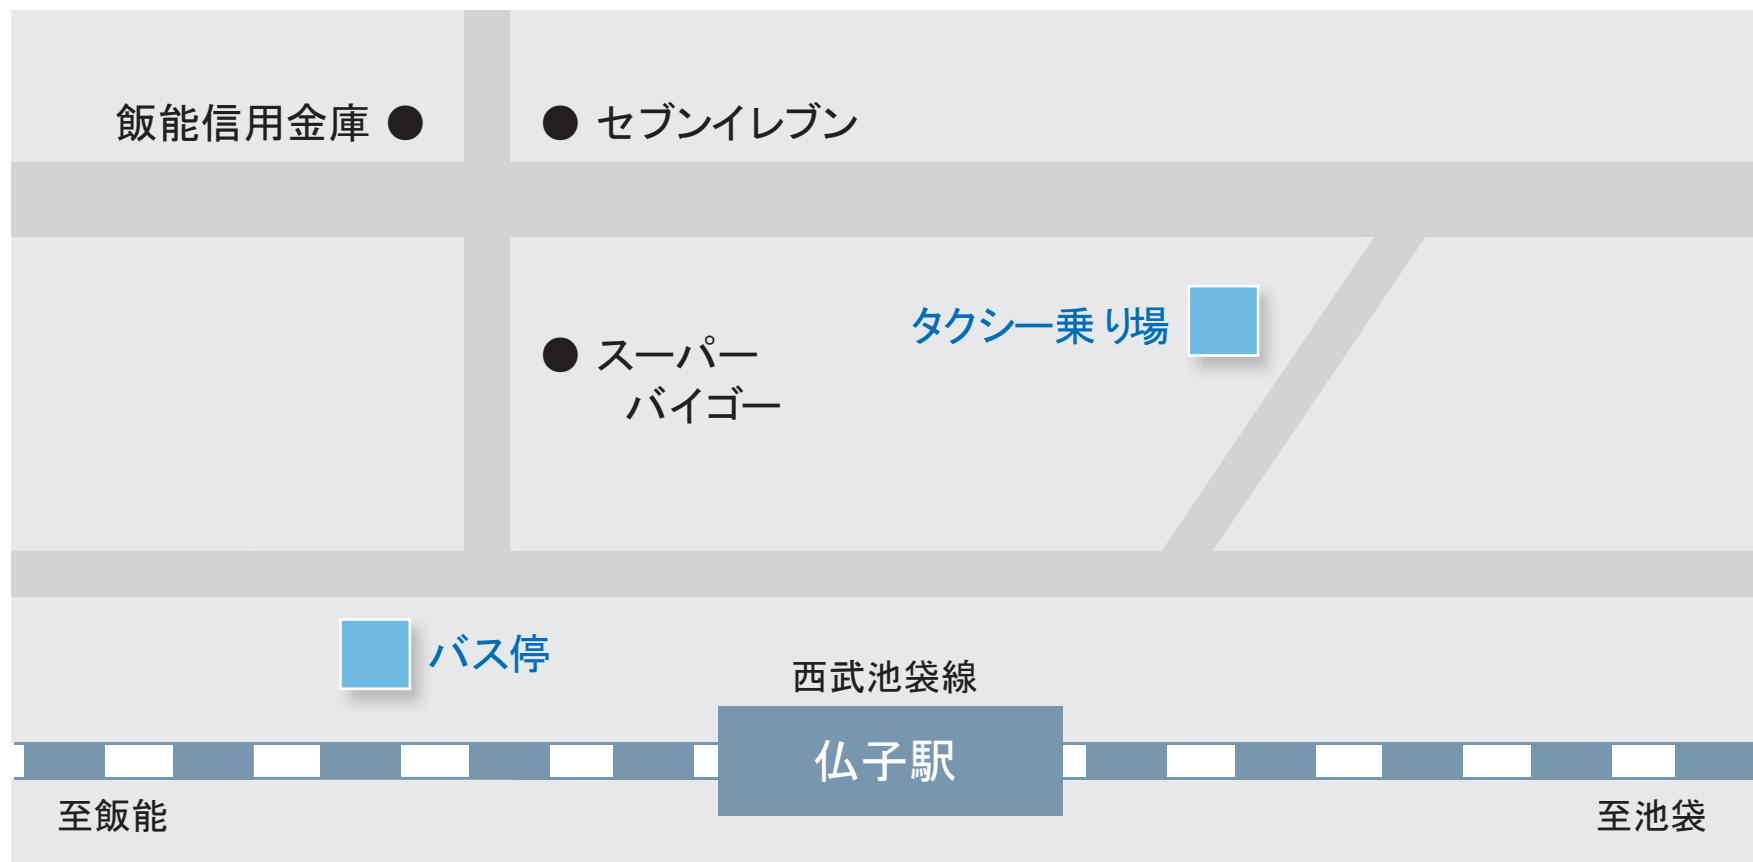 飯能信用金庫 ● ● セブンイレブン
タクシー乗り場
● スーパー
バイゴー
バス停
西武池袋線
仏子駅
至飯能
至池袋